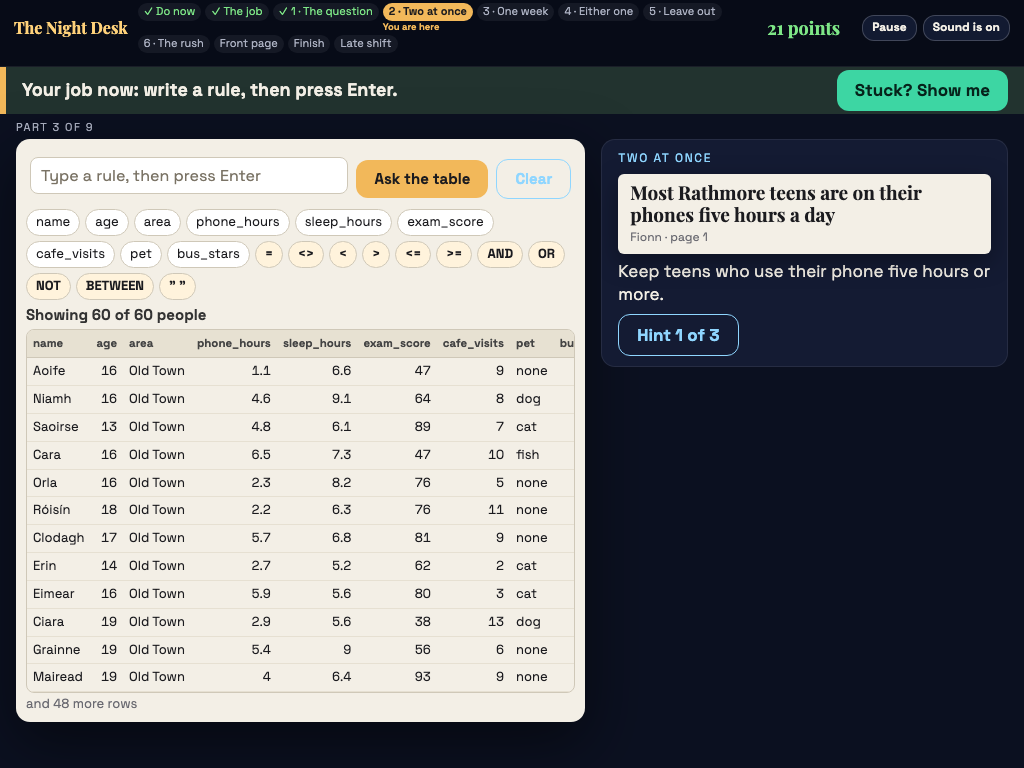 The Night Desk
✓ Do now
✓ The job
✓ 1 · The question
2 · Two at once
You are here
3 · One week
4 · Either one
5 · Leave out
6 · The rush
Front page
Finish
Late shift
21 points
Pause
Sound is on
Your job now: write a rule, then press Enter.
Stuck? Show me
PART 3 OF 9
Type a rule, then press Enter
Ask the table
Clear
name age area phone_hours sleep_hours exam_score
cafe_visits pet bus_stars = <> < > <= >= AND OR
NOT BETWEEN " "
Showing 60 of 60 people
name age area phone_hours sleep_hours exam_score cafe_visits pet bu
Aoife 16 Old Town 1.1 6.6 47 9 none
Niamh 16 Old Town 4.6 9.1 64 8 dog
Saoirse 13 Old Town 4.8 6.1 89 7 cat
Cara 16 Old Town 6.5 7.3 47 10 fish
Orla 16 Old Town 2.3 8.2 76 5 none
Róisín 18 Old Town 2.2 6.3 76 11 none
Clodagh 17 Old Town 5.7 6.8 81 9 none
Erin 14 Old Town 2.7 5.2 62 2 cat
Eimear 16 Old Town 5.9 5.6 80 3 cat
Ciara 19 Old Town 2.9 5.6 38 13 dog
Grainne 19 Old Town 5.4 9 56 6 none
Mairead 19 Old Town 4 6.4 93 9 none
and 48 more rows
TWO AT ONCE
Most Rathmore teens are on their
phones five hours a day
Fionn · page 1
Keep teens who use their phone five hours or
more.
Hint 1 of 3